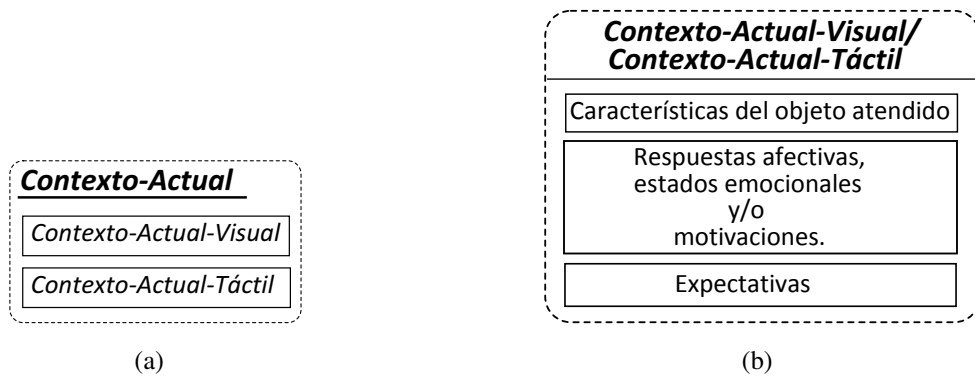 Contexto-Actual
Contexto-Actual-Visual
Contexto-Actual-Táctil
(a)
Contexto-Actual-Visual/
Contexto-Actual-Táctil
Características del objeto atendido
Respuestas afectivas,
estados emocionales
y/o
motivaciones.
Expectativas
(b)